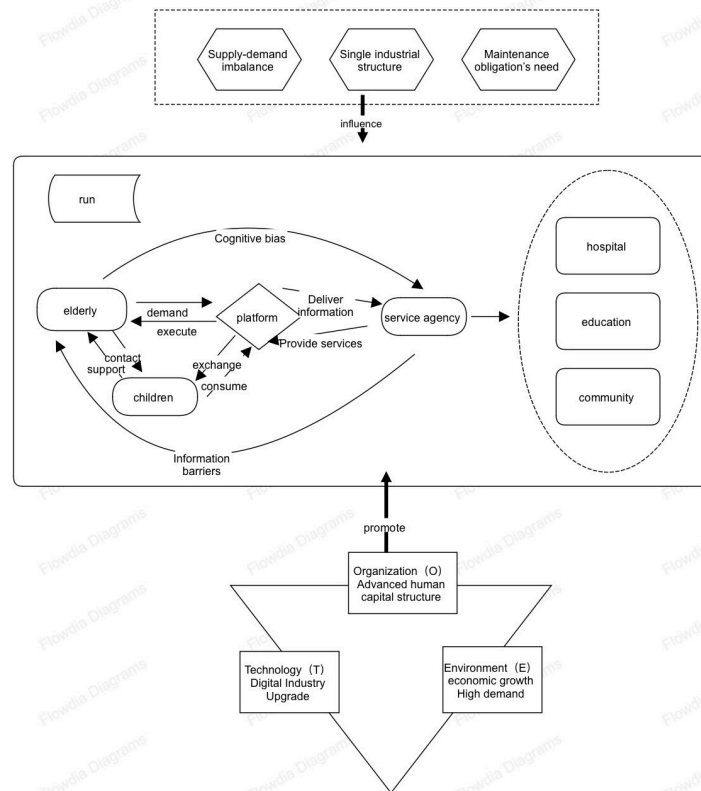 Supply-demand
imbalance
Single industrial
structure
Maintenance
obligation's need
influence
run
Cognitive bias
hospital
elderly
demand
execute
platform
Deliver
information
service agency
education
Provide services
contact
support
exchange
consume
children
community
Information
barriers
promote
Organization（O）
Advanced human
capital structure
Technology（T）
Digital Industry
Upgrade
Environment（E）
economic growth
High demand
Flowdia Diagrams